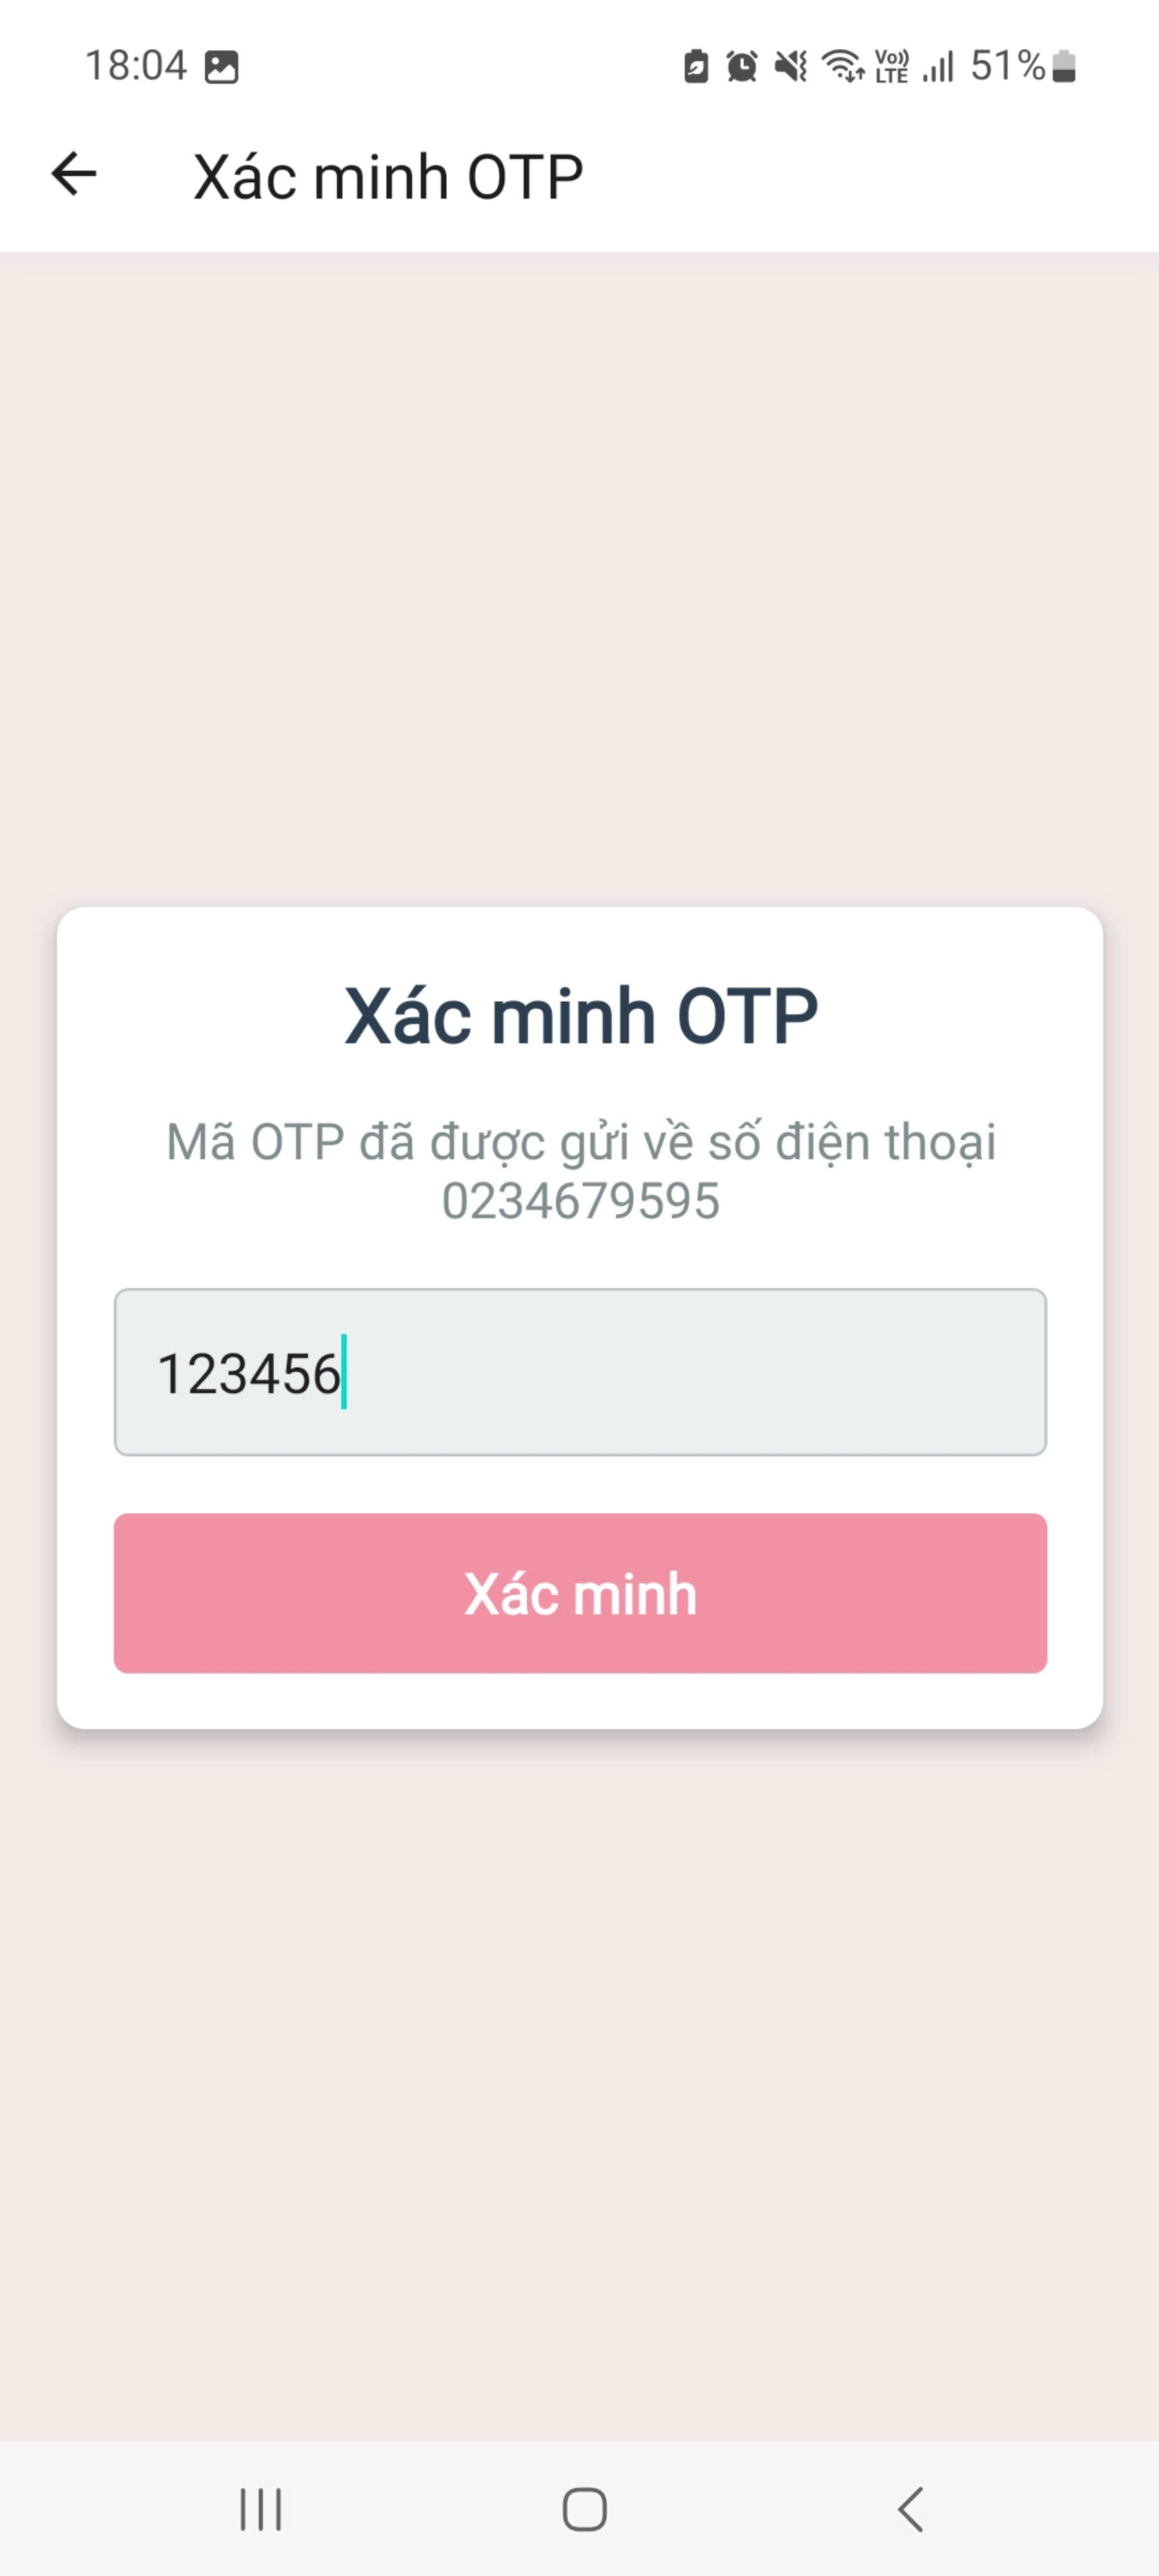 18:04
Vo)) LTE 51%
Xác minh OTP
Xác minh OTP
Mã OTP đã được gửi về số điện thoại
0234679595
123456
Xác minh